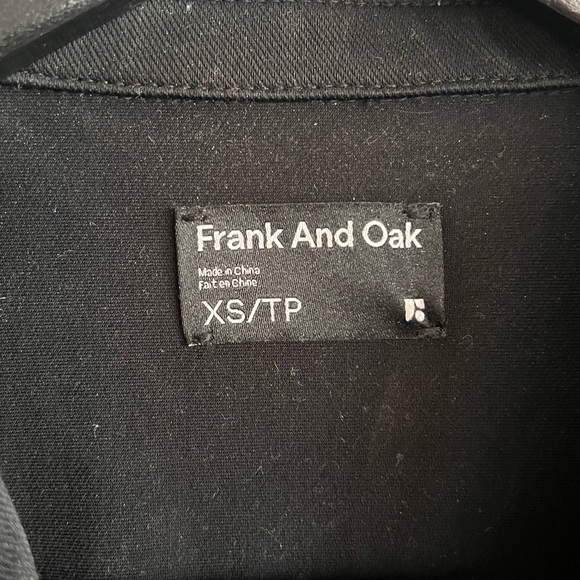 Frank And Oak
Made in China
Fait en Chine
XS/TP